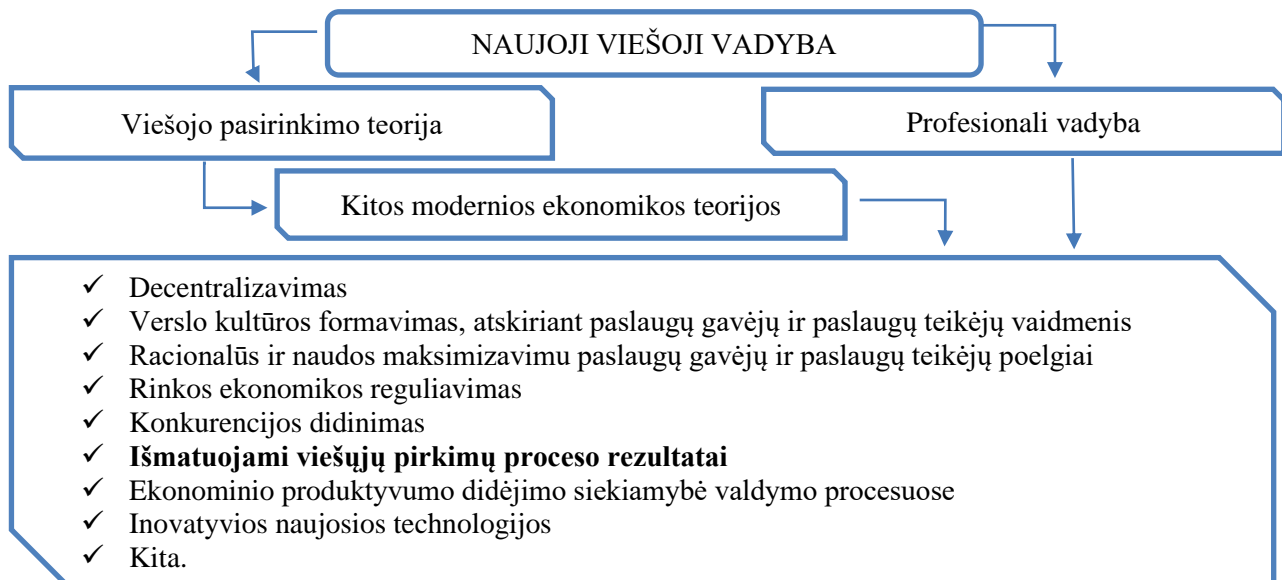 NAUJOJI VIEŠOJI VADYBA
Viešojo pasirinkimo teorija
Profesionali vadyba
Kitos modernios ekonomikos teorijos
✓ Decentralizavimas
✓ Verslo kultūros formavimas, atskiriant paslaugų gavėjų ir paslaugų teikėjų vaidmenis
✓ Racionalūs ir naudos maksimizavimu paslaugų gavėjų ir paslaugų teikėjų poelgiai
✓ Rinkos ekonomikos reguliavimas
✓ Konkurencijos didinimas
✓ Išmatuojami viešųjų pirkimų proceso rezultatai
✓ Ekonominio produktyvumo didėjimo siekiamybė valdymo procesuose
✓ Inovatyvios naujosios technologijos
✓ Kita.